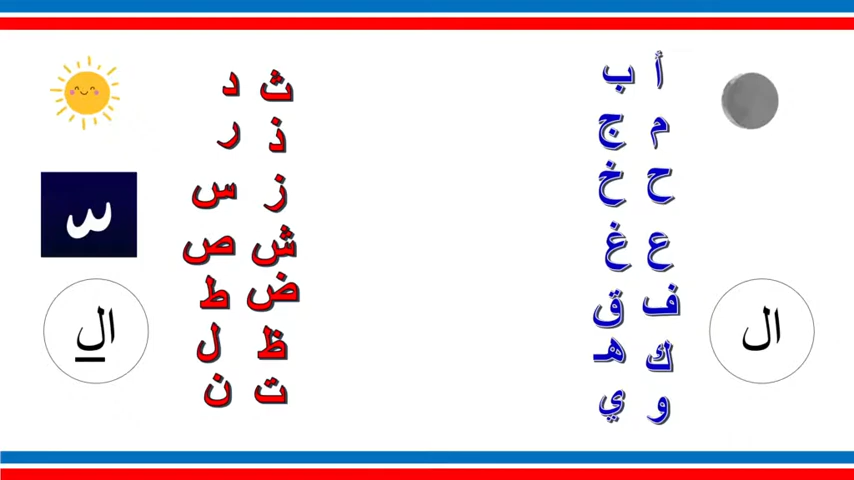 أ ب
م ج
ح خ
ع غ
ف ق
ك هـ
و ي
ال
ث د
ذ ر
ز س
ش ص
ض ط
ظ ل
ت ن
ال